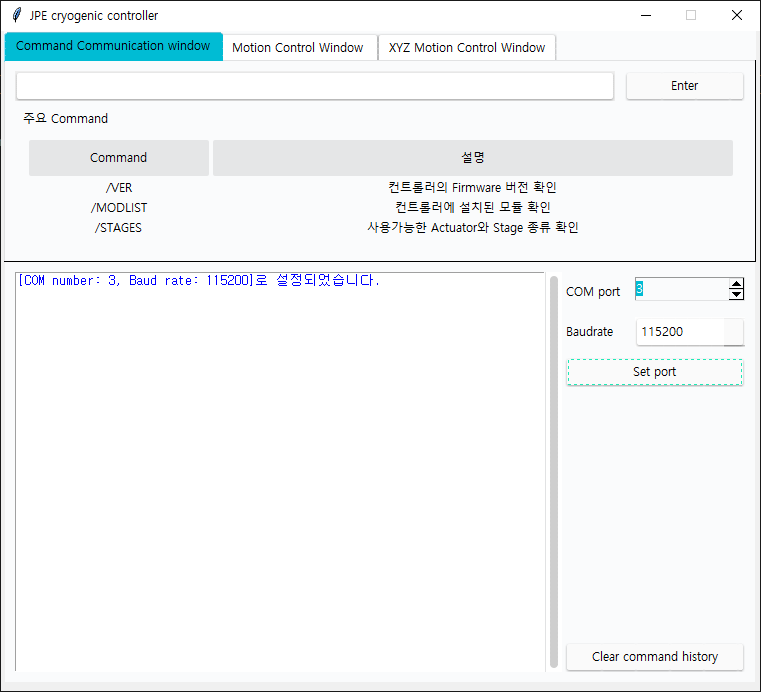 JPE cryogenic controller
Command Communication window
Motion Control Window
XYZ Motion Control Window
Enter
주요 Command
Command 설명
/VER 컨트롤러의 Firmware 버전 확인
/MODLIST 컨트롤러에 설치된 모듈 확인
/STAGES 사용가능한 Actuator와 Stage 종류 확인
[COM number: 3, Baud rate: 115200]로 설정되었습니다.
COM port 3
Baudrate 115200
Set port
Clear command history